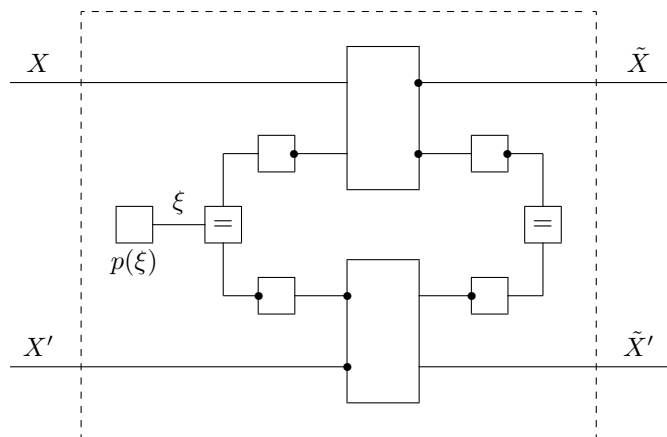 X
X̃
ξ
=
=
p(ξ)
X′
X̃′